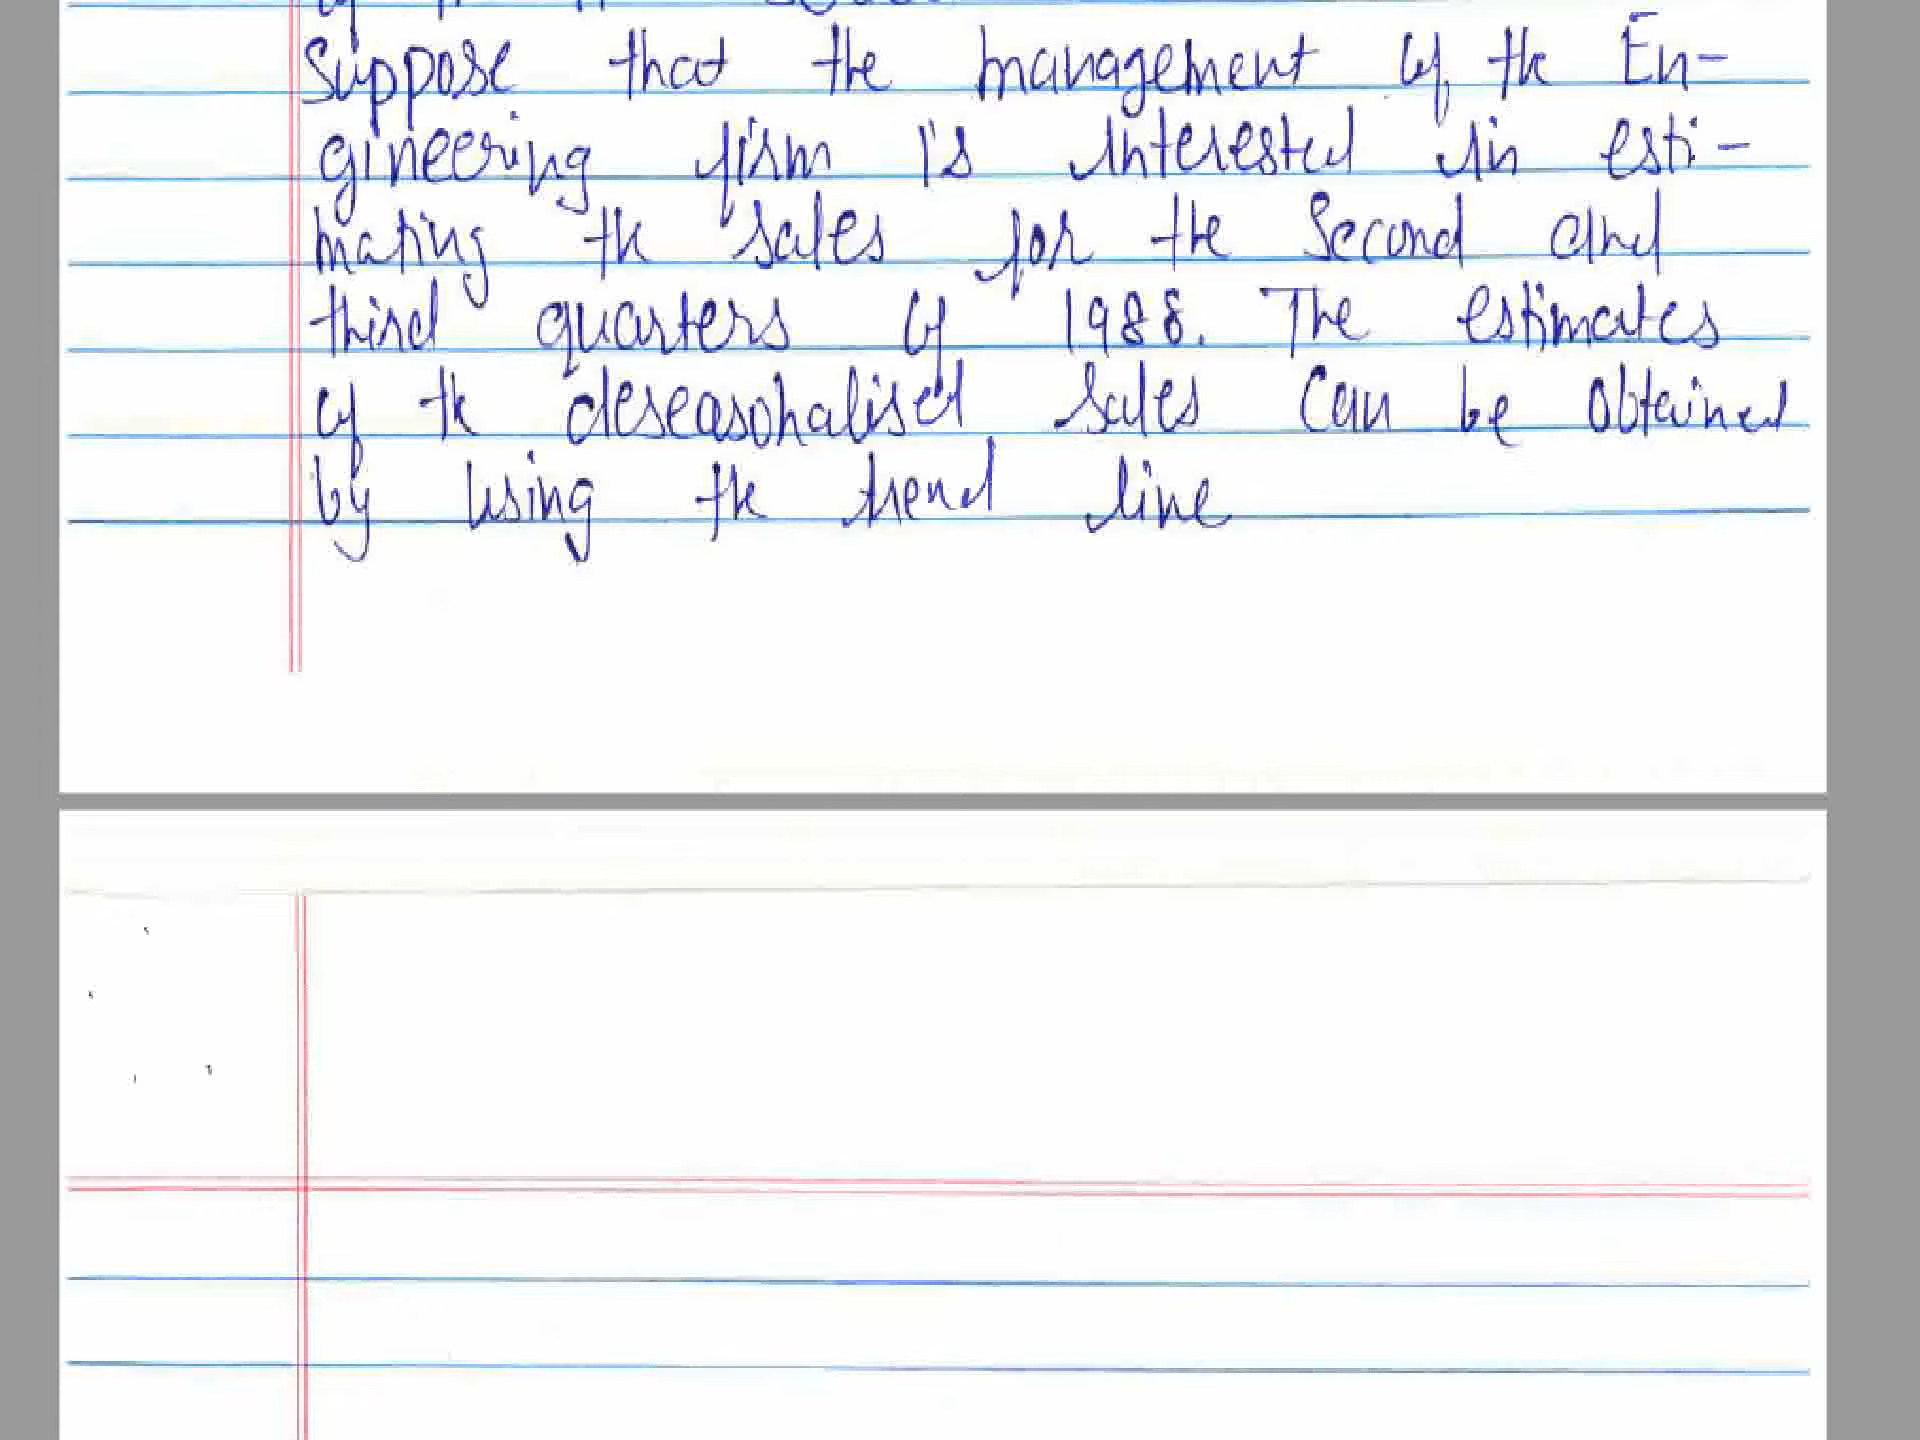 Suppose that the management of the En-
gineering firm is interested in esti-
mating the sales for the second and
third quarters of 1988. The estimates
of the deseasonalised sales can be obtained
by using the trend line